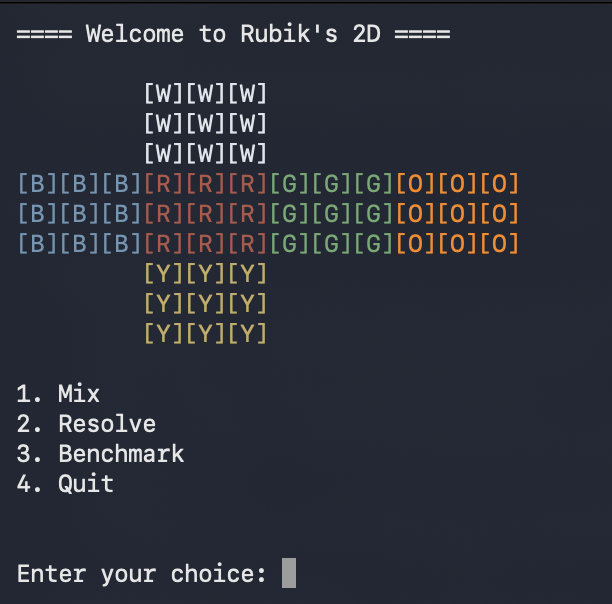 ==== Welcome to Rubik's 2D ====
[W][W][W]
[W][W][W]
[W][W][W]
[B][B][B][R][R][R][G][G][G][O][O][O]
[B][B][B][R][R][R][G][G][G][O][O][O]
[B][B][B][R][R][R][G][G][G][O][O][O]
[Y][Y][Y]
[Y][Y][Y]
[Y][Y][Y]
1. Mix
2. Resolve
3. Benchmark
4. Quit
Enter your choice: